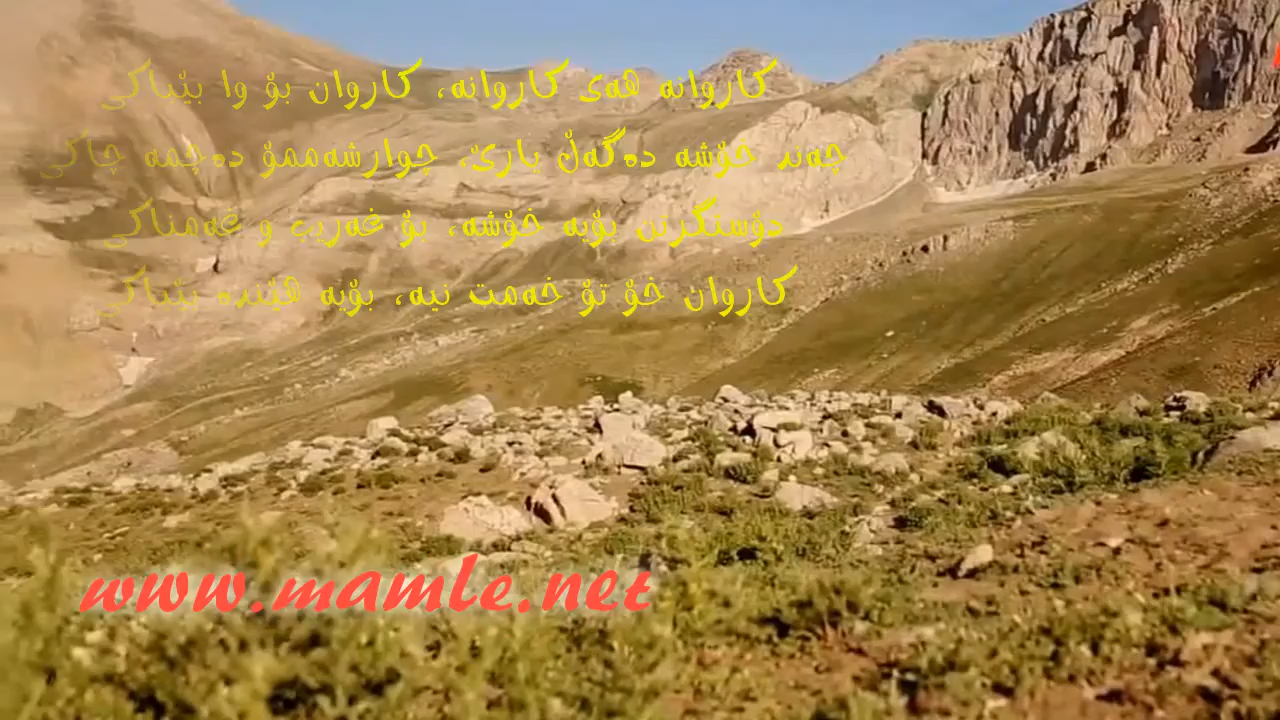 کاروانە هەی کاروانە، کاروان بۆ وا بێباکی
چەند خۆشە دەگەڵ یارێ، چوارشەممۆ دەچمە چاکی
دۆستگرتن بۆیە خۆشە، بۆ غەریب و غەمناکی
کاروان خۆ تۆ خەمت نیە، بۆیە هێندە بێباکی
www.mamle.net